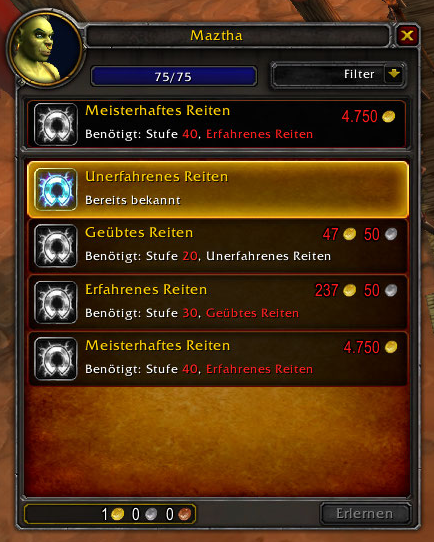 Maztha
75/75
Filter
Meisterhaftes Reiten
4.750
Benötigt: Stufe 40, Erfahrenes Reiten
Unerfahrenes Reiten
Bereits bekannt
Geübtes Reiten
47 50
Benötigt: Stufe 20, Unerfahrenes Reiten
Erfahrenes Reiten
237 50
Benötigt: Stufe 30, Geübtes Reiten
Meisterhaftes Reiten
4.750
Benötigt: Stufe 40, Erfahrenes Reiten
1 0 0
Erlernen